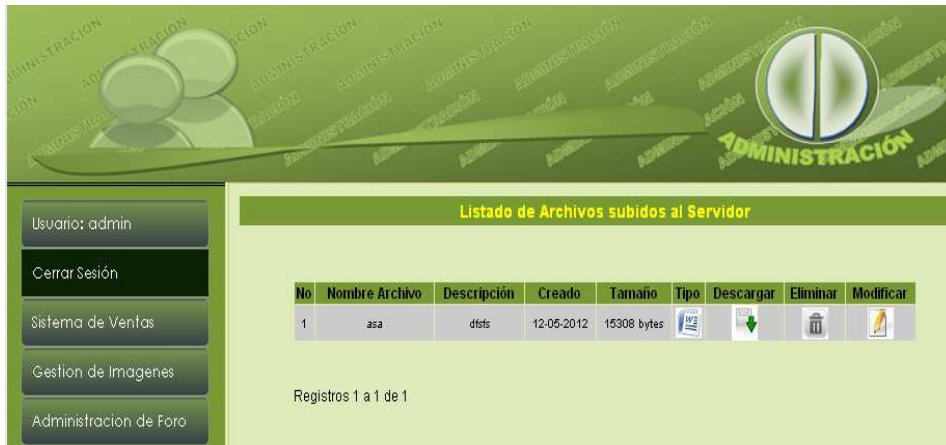 ADMINISTRACIÓN
Usuario: admin
Cerrar Sesión
Sistema de Ventas
Gestion de Imagenes
Administracion de Foro
Listado de Archivos subidos al Servidor
No Nombre Archivo Descripción Creado Tamaño Tipo Descargar Eliminar Modificar
1 asa dfsfs 12-05-2012 15308 bytes
Registros 1 a 1 de 1